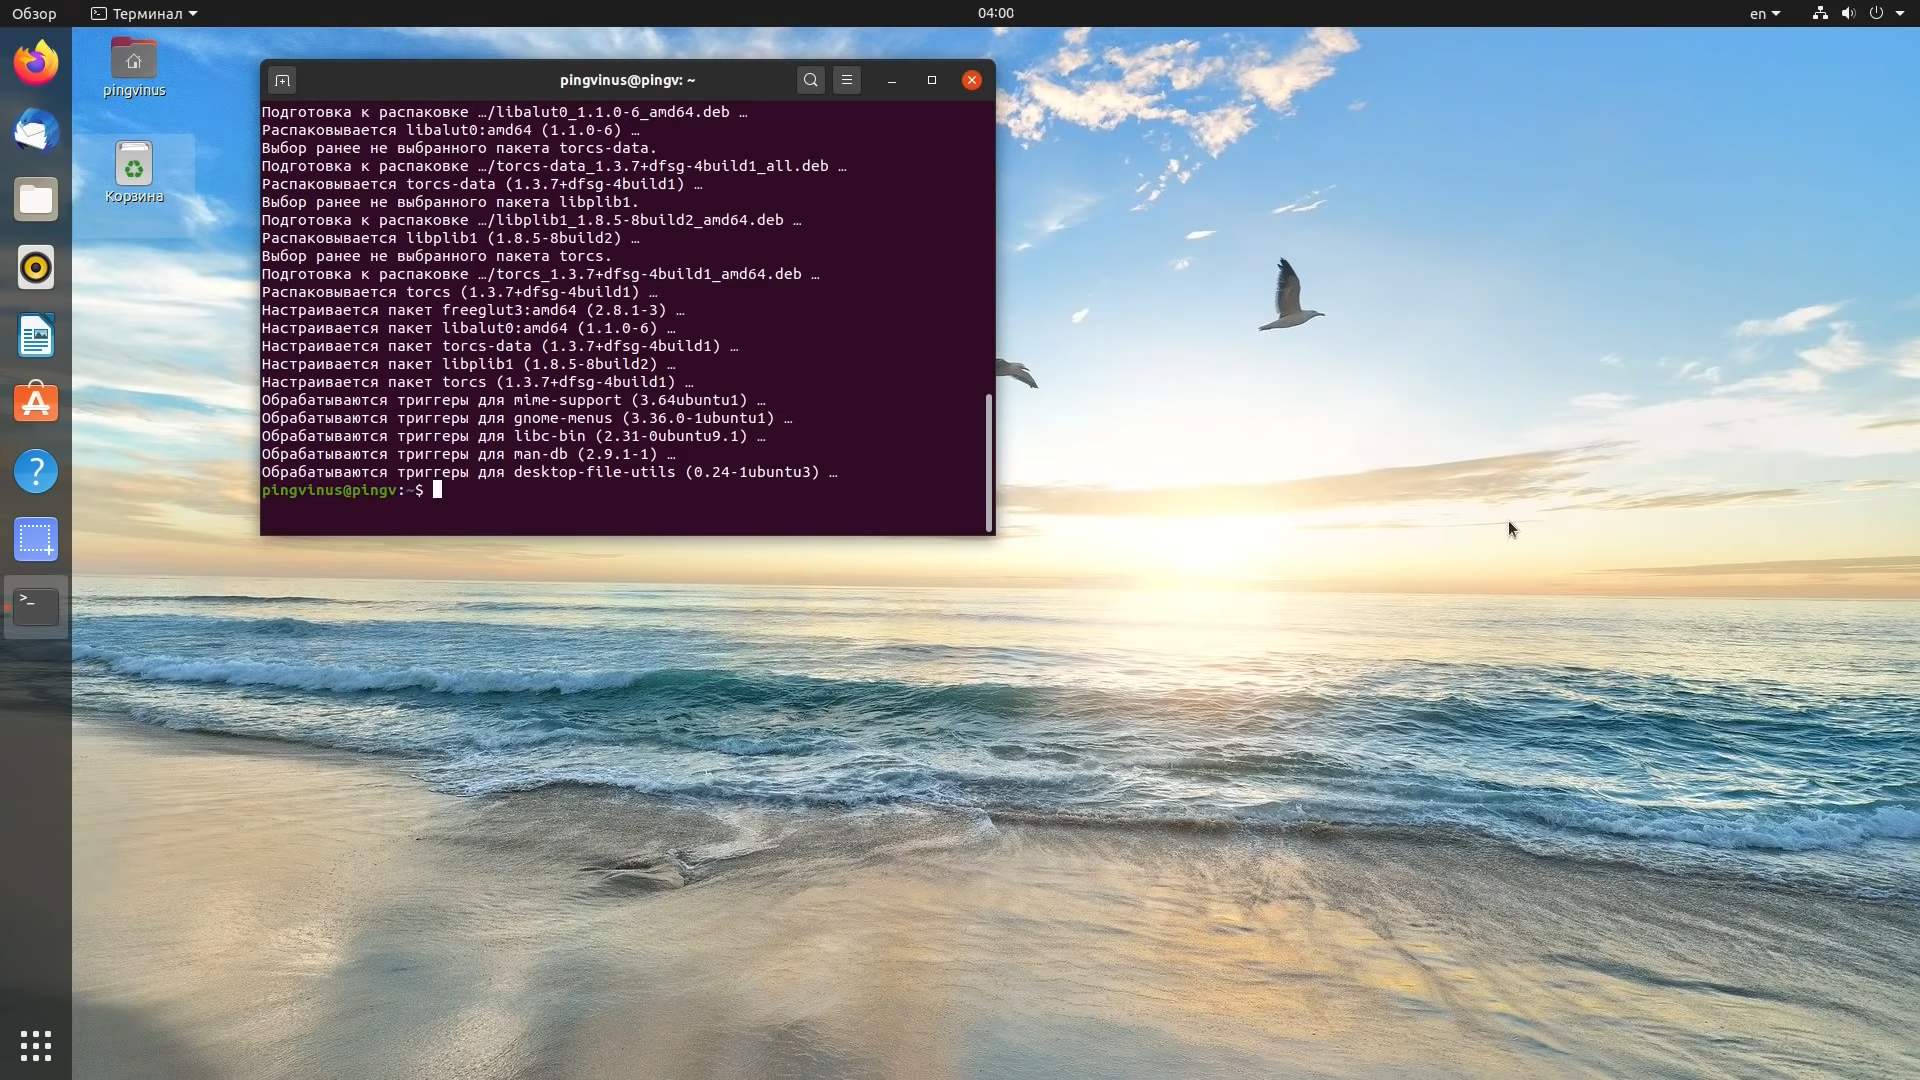 Обзор
Терминал
04:00
en
pingvinus
Корзина
pingvinus@pingv: ~
Подготовка к распаковке …/libalut0_1.1.0-6_amd64.deb …
Распаковывается libalut0:amd64 (1.1.0-6) …
Выбор ранее не выбранного пакета torcs-data.
Подготовка к распаковке …/torcs-data_1.3.7+dfsg-4build1_all.deb …
Распаковывается torcs-data (1.3.7+dfsg-4build1) …
Выбор ранее не выбранного пакета libplib1.
Подготовка к распаковке …/libplib1_1.8.5-8build2_amd64.deb …
Распаковывается libplib1 (1.8.5-8build2) …
Выбор ранее не выбранного пакета torcs.
Подготовка к распаковке …/torcs_1.3.7+dfsg-4build1_amd64.deb …
Распаковывается torcs (1.3.7+dfsg-4build1) …
Настраивается пакет freeglut3:amd64 (2.8.1-3) …
Настраивается пакет libalut0:amd64 (1.1.0-6) …
Настраивается пакет torcs-data (1.3.7+dfsg-4build1) …
Настраивается пакет libplib1 (1.8.5-8build2) …
Настраивается пакет torcs (1.3.7+dfsg-4build1) …
Обрабатываются триггеры для mime-support (3.64ubuntu1) …
Обрабатываются триггеры для gnome-menus (3.36.0-1ubuntu1) …
Обрабатываются триггеры для libc-bin (2.31-0ubuntu9.1) …
Обрабатываются триггеры для man-db (2.9.1-1) …
Обрабатываются триггеры для desktop-file-utils (0.24-1ubuntu3) …
pingvinus@pingv:~$